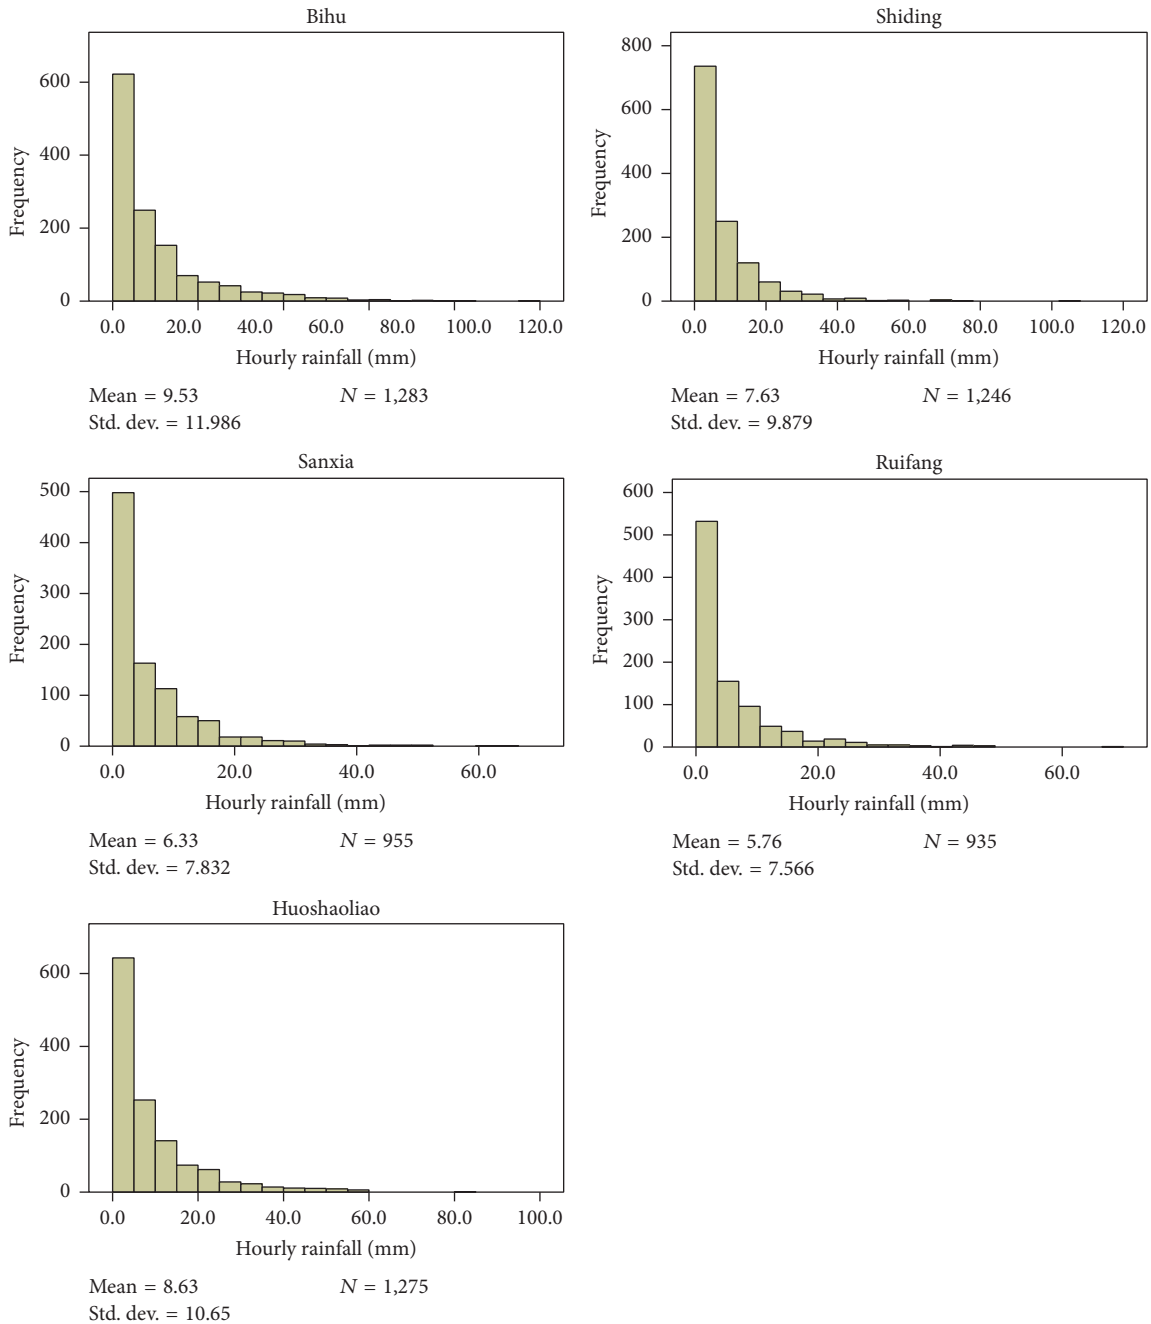 Bihu
600
400
200
0
Frequency
0.0 20.0 40.0 60.0 80.0 100.0 120.0
Hourly rainfall (mm)
Mean = 9.53 N = 1,283
Std. dev. = 11.986
Shiding
800
600
400
200
0
Frequency
0.0 20.0 40.0 60.0 80.0 100.0 120.0
Hourly rainfall (mm)
Mean = 7.63 N = 1,246
Std. dev. = 9.879
Sanxia
500
400
300
200
100
0
Frequency
0.0 20.0 40.0 60.0
Hourly rainfall (mm)
Mean = 6.33 N = 955
Std. dev. = 7.832
Ruifang
600
500
400
300
200
100
0
Frequency
0.0 20.0 40.0 60.0
Hourly rainfall (mm)
Mean = 5.76 N = 935
Std. dev. = 7.566
Huoshaoliao
600
400
200
0
Frequency
0.0 20.0 40.0 60.0 80.0 100.0
Hourly rainfall (mm)
Mean = 8.63 N = 1,275
Std. dev. = 10.65